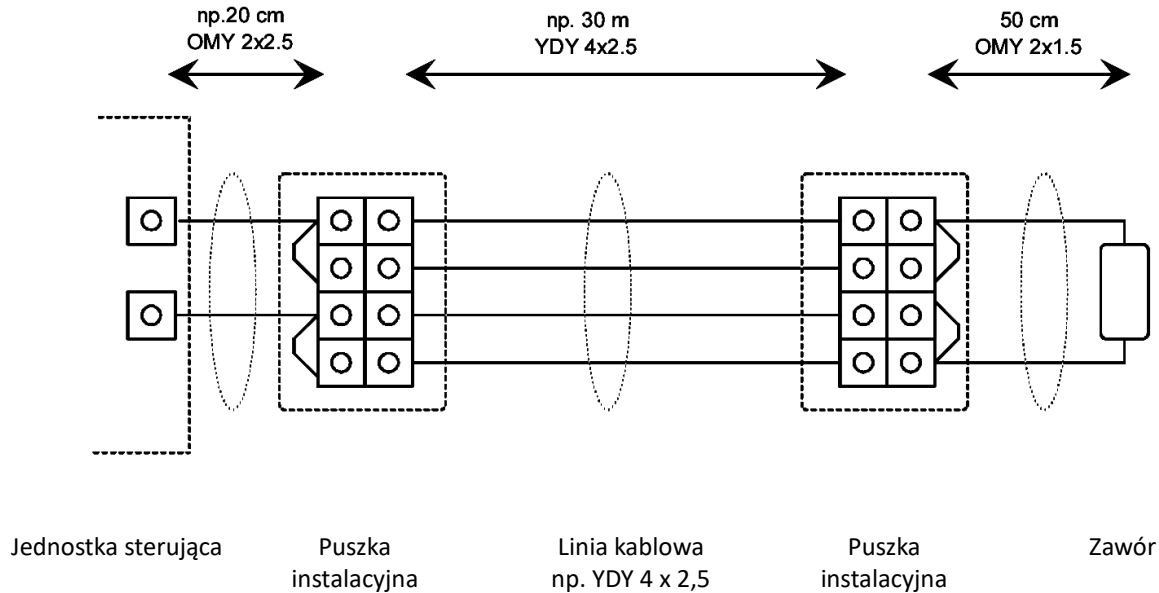 np.20 cm
OMY 2x2.5
np. 30 m
YDY 4x2.5
50 cm
OMY 2x1.5
Jednostka sterująca
Puszka
instalacyjna
Linia kablowa
np. YDY 4 x 2,5
Puszka
instalacyjna
Zawór